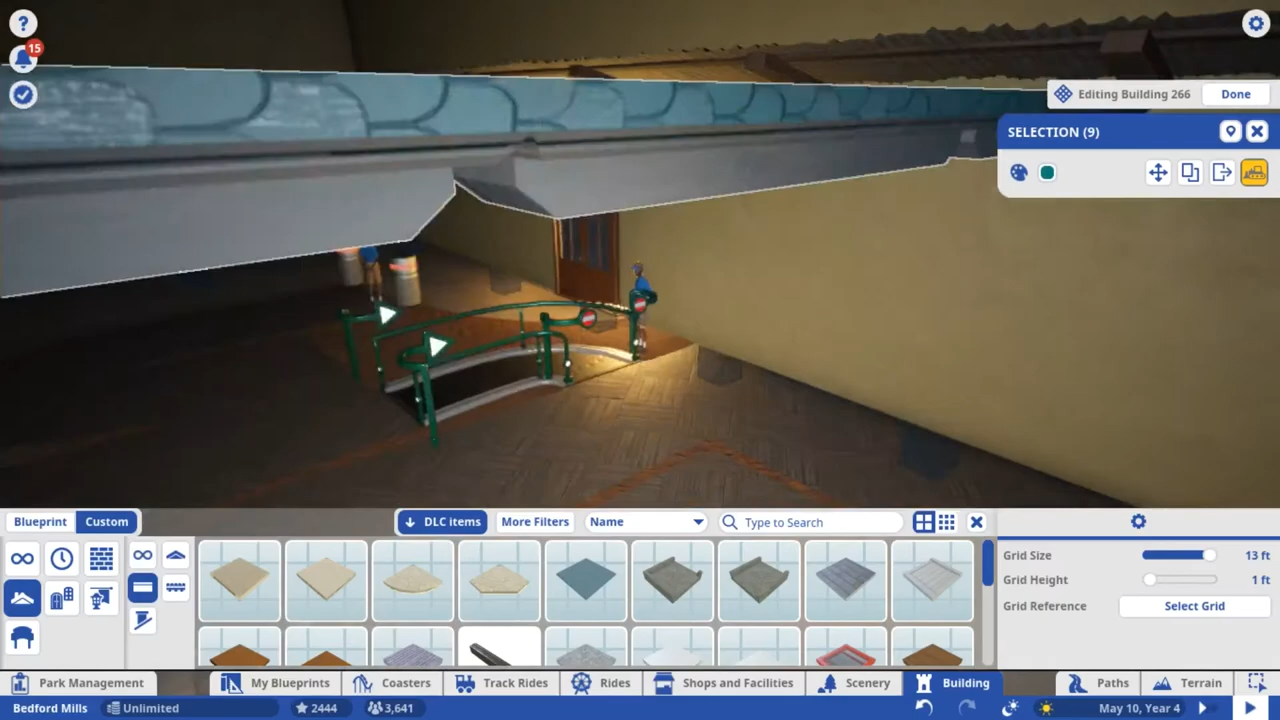 ?
15
Editing Building 266
Done
SELECTION (9)
Blueprint
Custom
DLC items
More Filters
Name
Type to Search
Grid Size
13 ft
Grid Height
1 ft
Grid Reference
Select Grid
Park Management
My Blueprints
Coasters
Track Rides
Rides
Shops and Facilities
Scenery
Building
Paths
Terrain
Bedford Mills
Unlimited
2444
3,641
May 10, Year 4